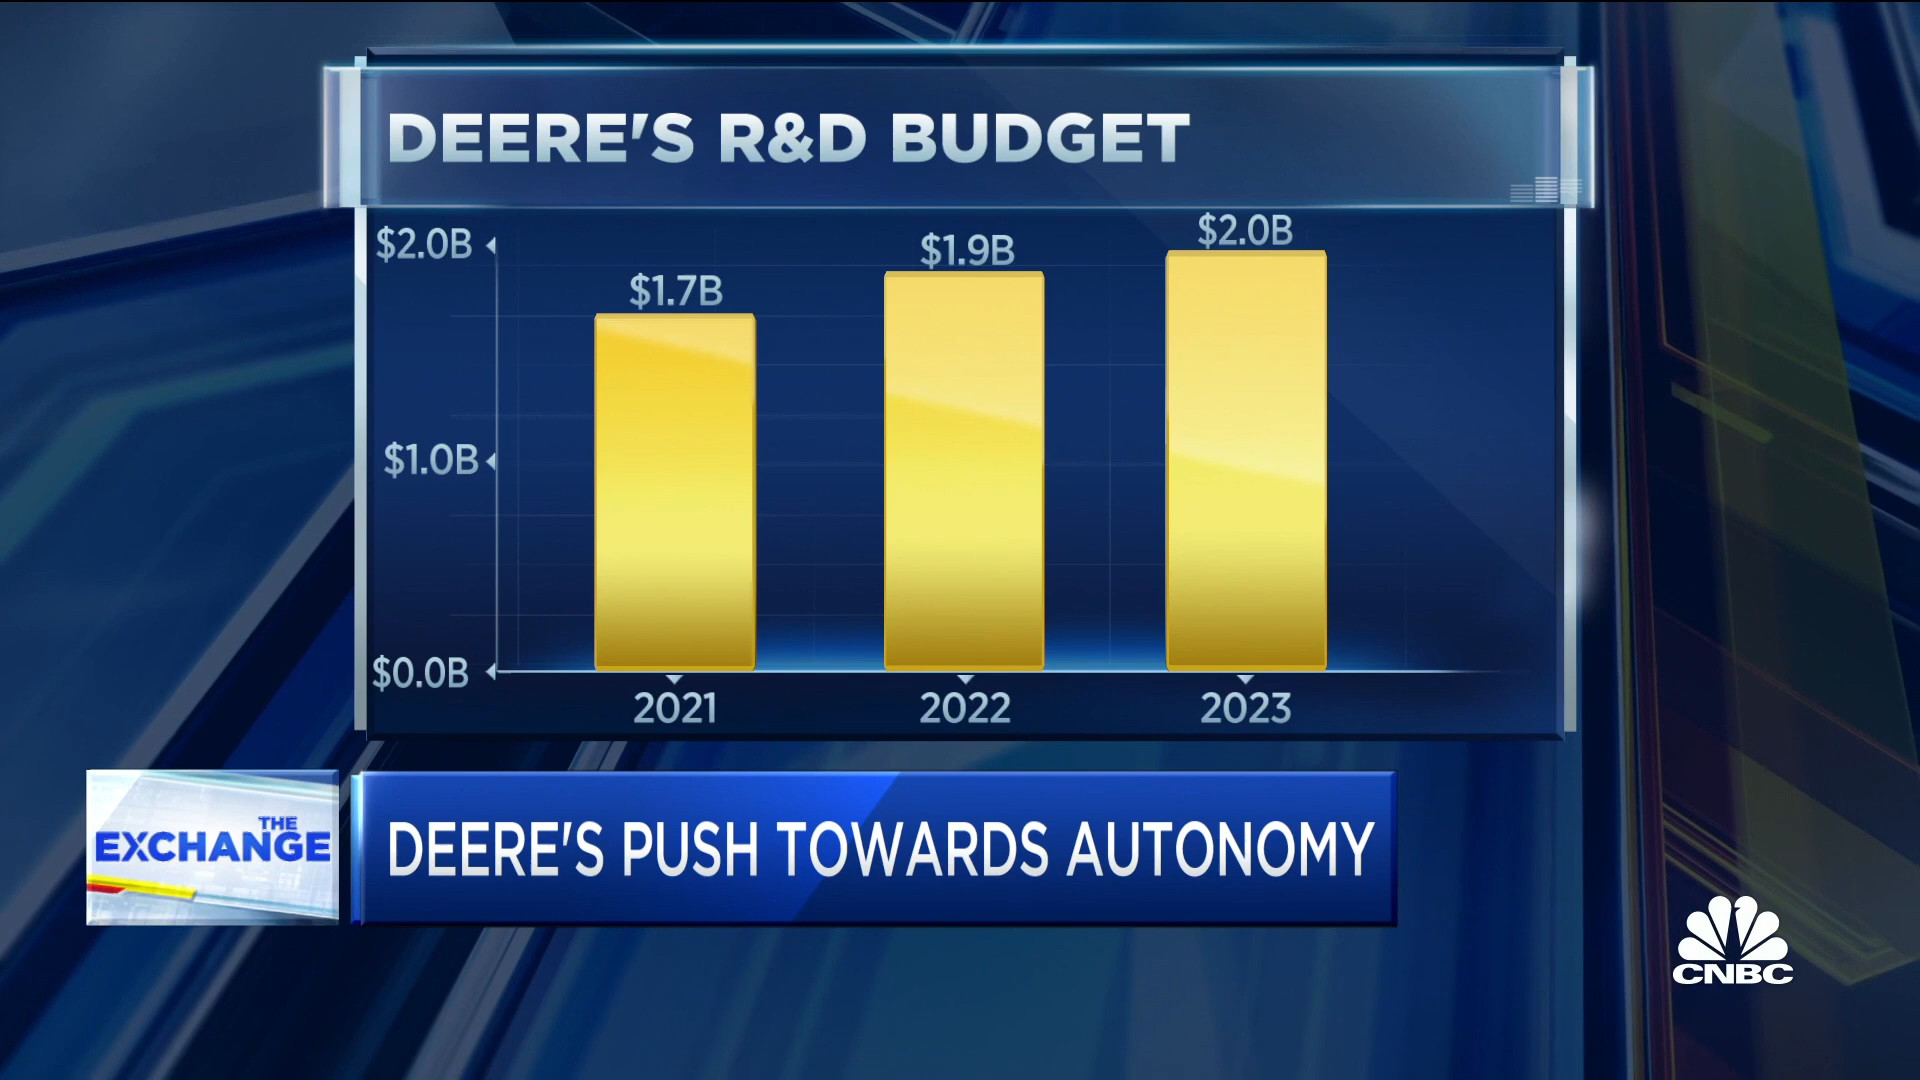 DEERE'S R&D BUDGET
$2.0B
$1.0B
$0.0B
$1.7B
$1.9B
$2.0B
2021
2022
2023
THE
EXCHANGE
DEERE'S PUSH TOWARDS AUTONOMY
CNBC